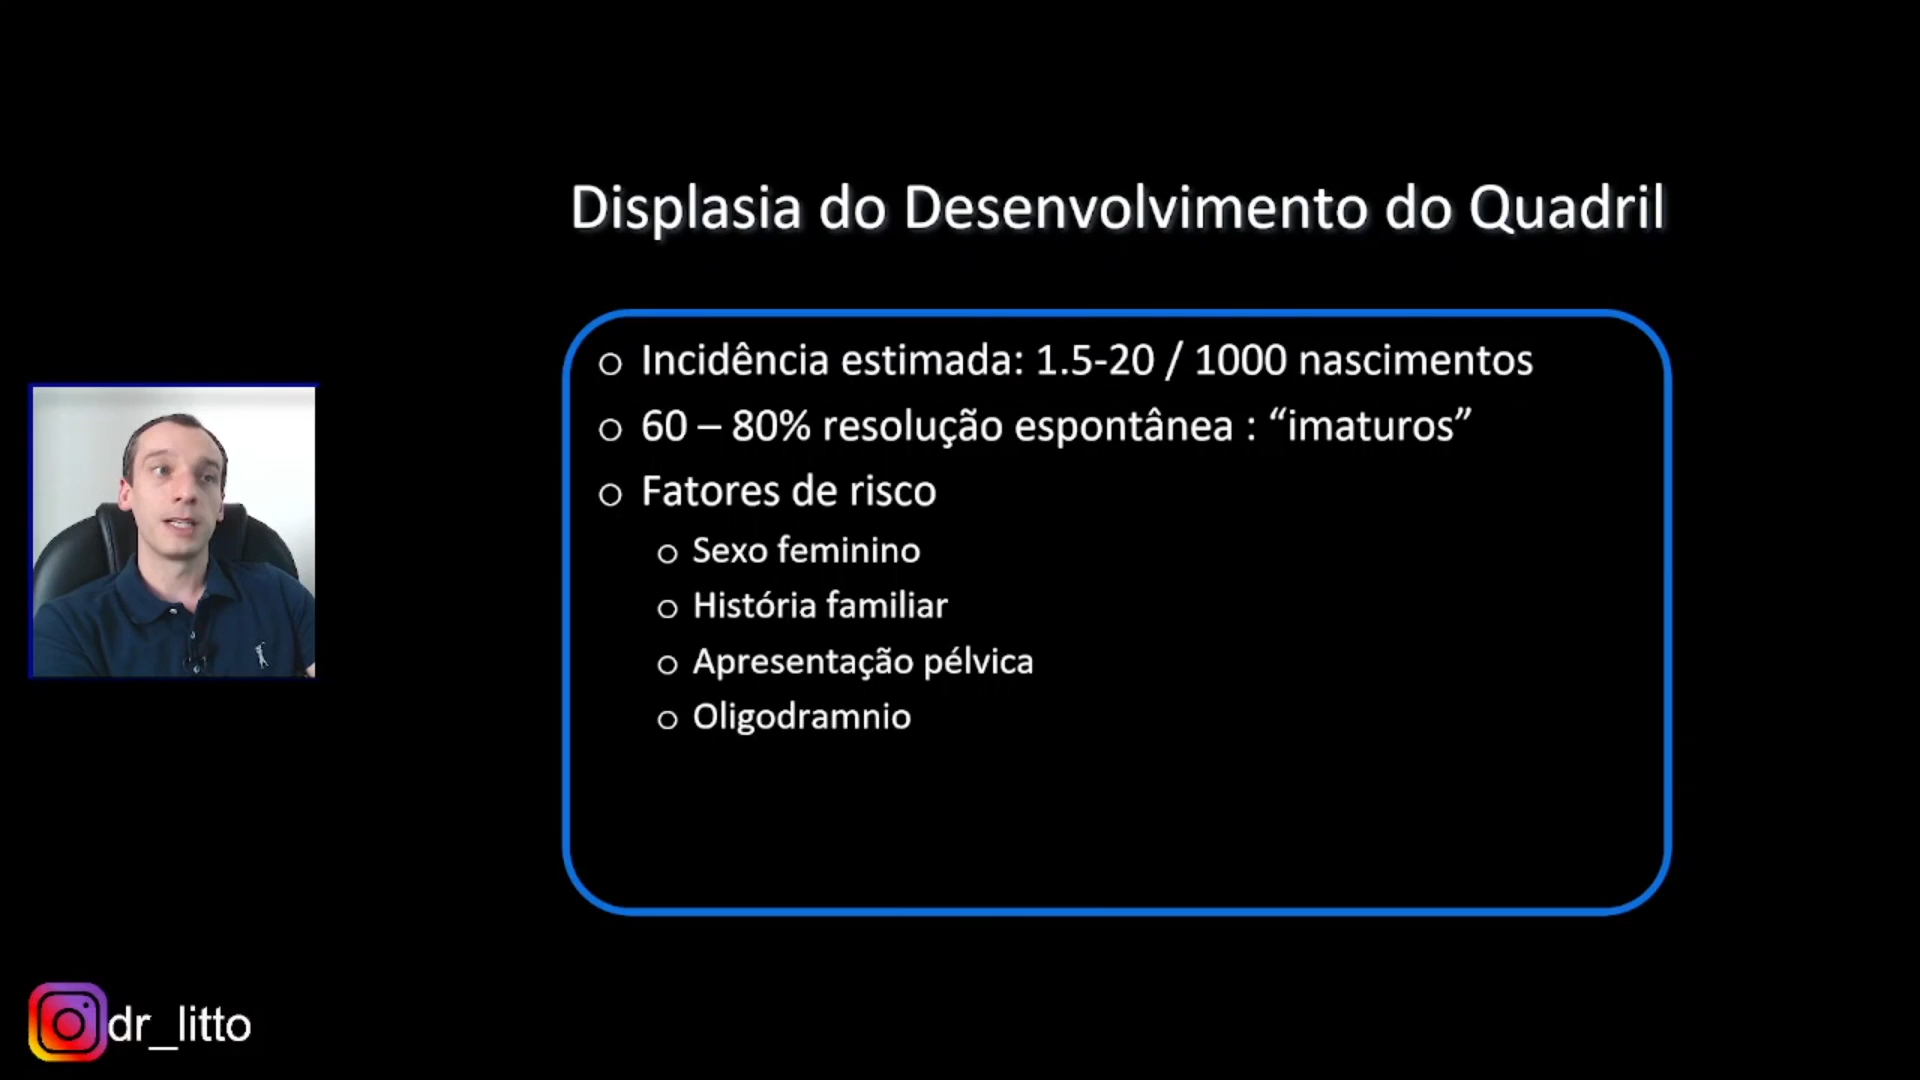 Displasia do Desenvolvimento do Quadril
o Incidência estimada: 1.5-20 / 1000 nascimentos
o 60 – 80% resolução espontânea : “imaturos”
o Fatores de risco
o Sexo feminino
o História familiar
o Apresentação pélvica
o Oligodramnio
dr_litto